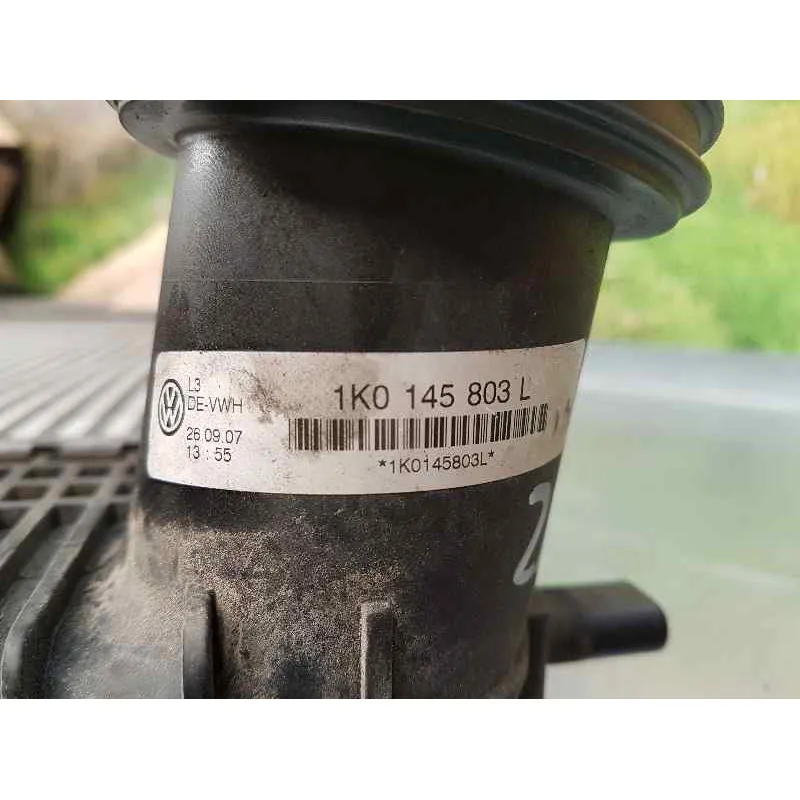 L3
DE-VWH
26.09.07
13:55
1K0 145 803 L
*1K0145803L*